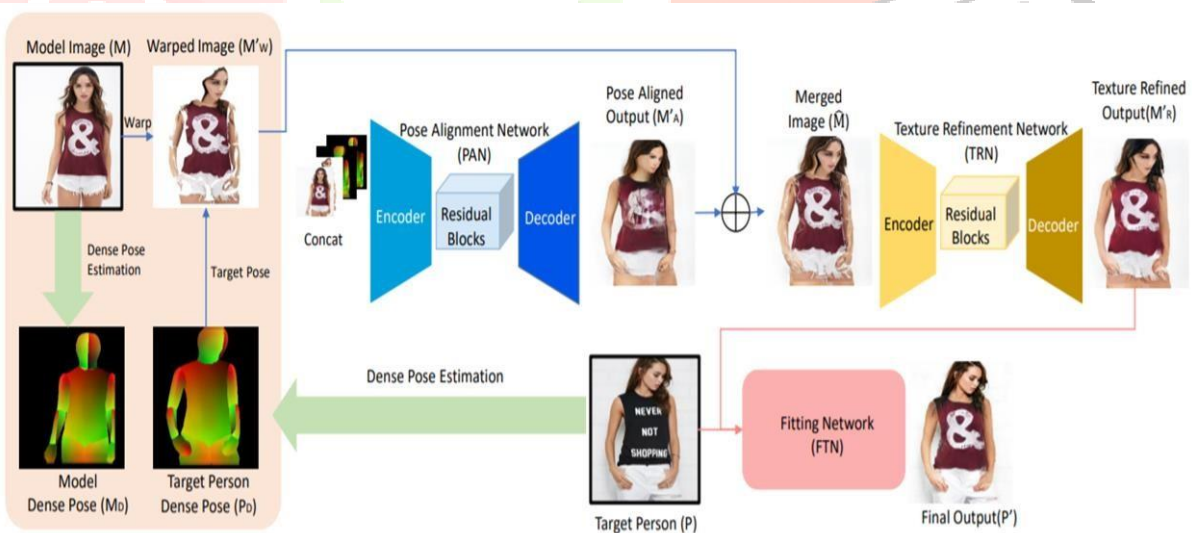 Model Image (M)
Warped Image (M'w)
Warp
Dense Pose
Estimation
Target Pose
Model
Dense Pose (MD)
Target Person
Dense Pose (PD)
Concat
Pose Alignment Network
(PAN)
Encoder
Residual
Blocks
Decoder
Pose Aligned
Output (M'A)
Merged
Image (M̂)
Texture Refinement Network
(TRN)
Encoder
Residual
Blocks
Decoder
Texture Refined
Output(M'R)
Dense Pose Estimation
NEVER
NOT
SHOPPING
Target Person (P)
Fitting Network
(FTN)
Final Output(P')
&
&
&
&
&
&
&
&